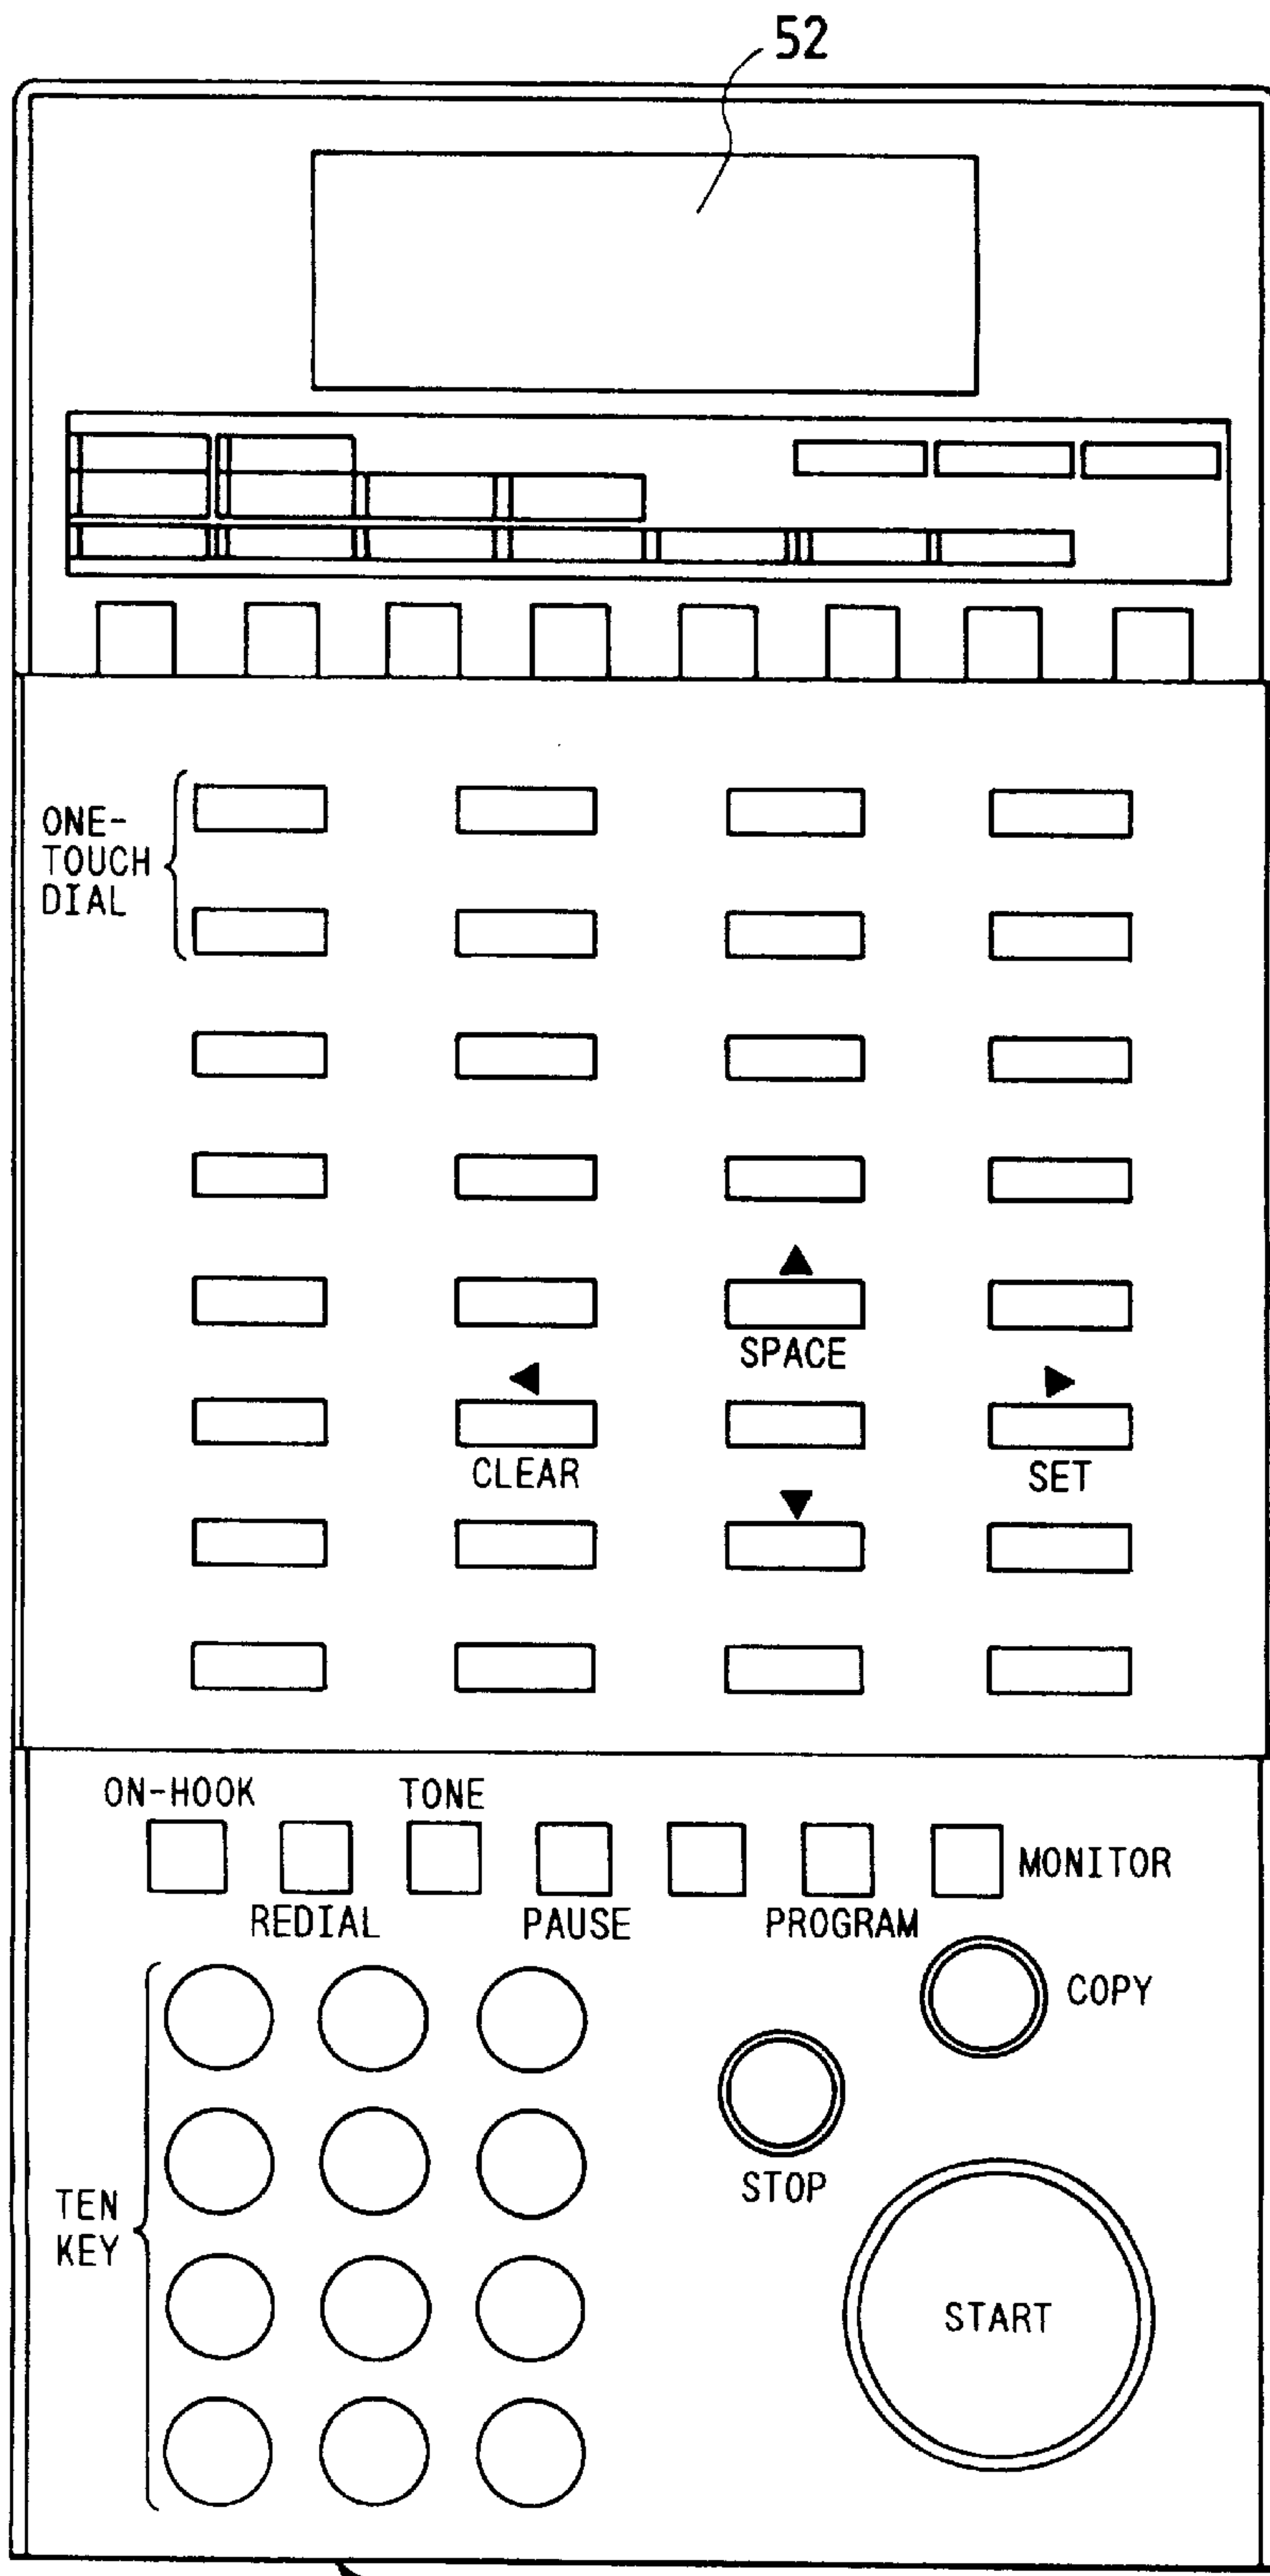 52
ONE-
TOUCH
DIAL
▲
SPACE
◀
▶
CLEAR
SET
▼
ON-HOOK
TONE
MONITOR
REDIAL
PAUSE
PROGRAM
COPY
STOP
TEN
KEY
START